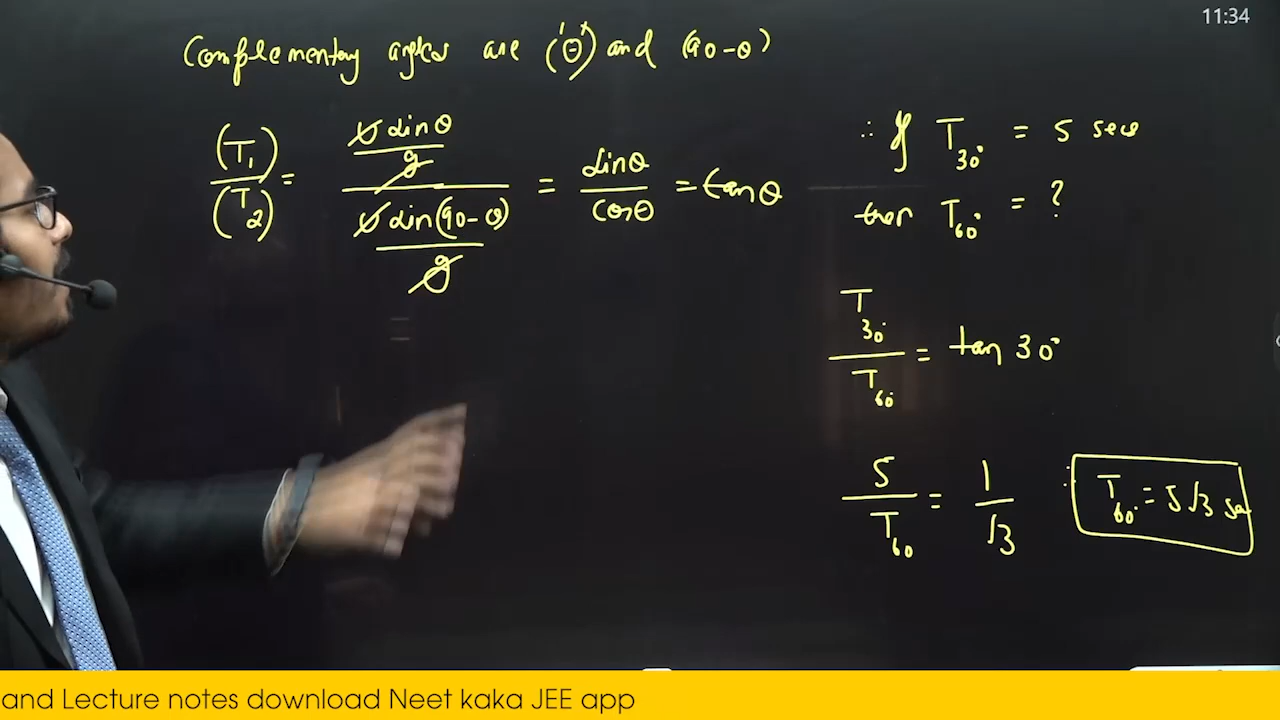 11:34
Complementary angles are (θ) and (90-θ)
(T1)/(T2) = (υ sinθ/g)/(υ sin(90-θ)/g) = sinθ/cosθ = tanθ
∴ If T30° = 5 sec
then T60° = ?
T30°/T60° = tan 30°
5/T60 = 1/√3 ∴ T60° = 5√3 sec
and Lecture notes download Neet kaka JEE app